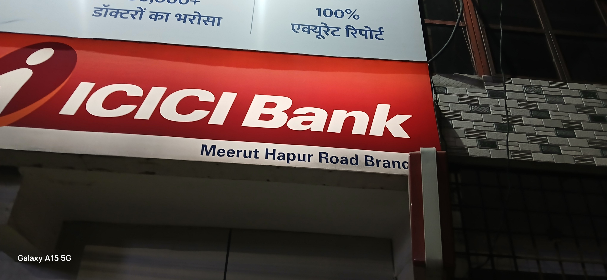 डॉक्टरों का भरोसा
100%
एक्यूरेट रिपोर्ट
ICICI Bank
Meerut Hapur Road Branc
Galaxy A15 5G